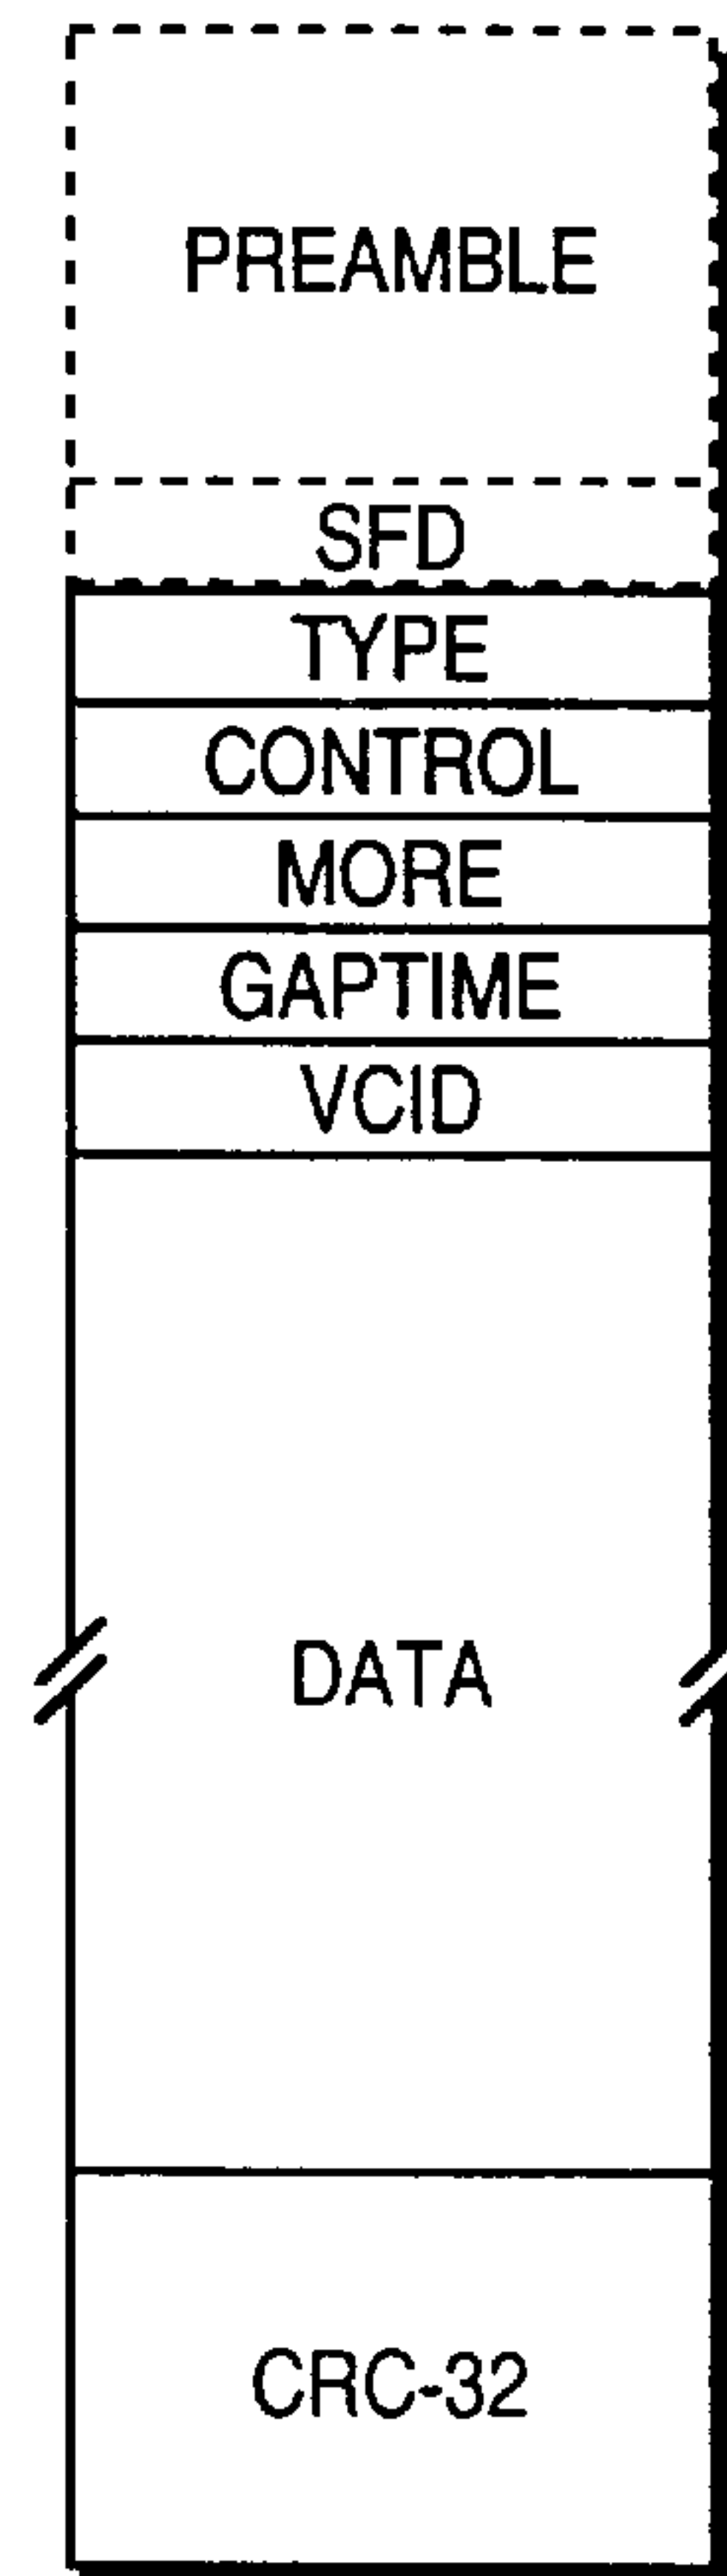 PREAMBLE
SFD
TYPE
CONTROL
MORE
GAPTIME
VCID
DATA
CRC-32